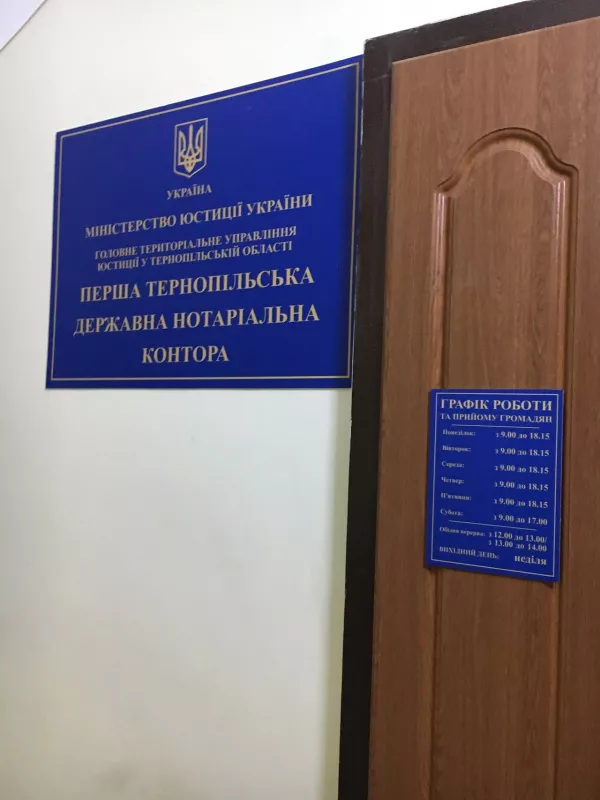 УКРАЇНА
МІНІСТЕРСТВО ЮСТИЦІЇ УКРАЇНИ
ГОЛОВНЕ ТЕРИТОРІАЛЬНЕ УПРАВЛІННЯ
ЮСТИЦІЇ У ТЕРНОПІЛЬСЬКІЙ ОБЛАСТІ
ПЕРША ТЕРНОПІЛЬСЬКА
ДЕРЖАВНА НОТАРІАЛЬНА
КОНТОРА
ГРАФІК РОБОТИ
ТА ПРИЙОМУ ГРОМАДЯН
Понеділок: з 9.00 до 18.15
Вівторок: з 9.00 до 18.15
Середа: з 9.00 до 18.15
Четвер: з 9.00 до 18.15
П'ятниця: з 9.00 до 18.15
Субота: з 9.00 до 17.00
Обідня перерва: з 12.00 до 13.00/
з 13.00 до 14.00
ВИХІДНИЙ ДЕНЬ: неділя